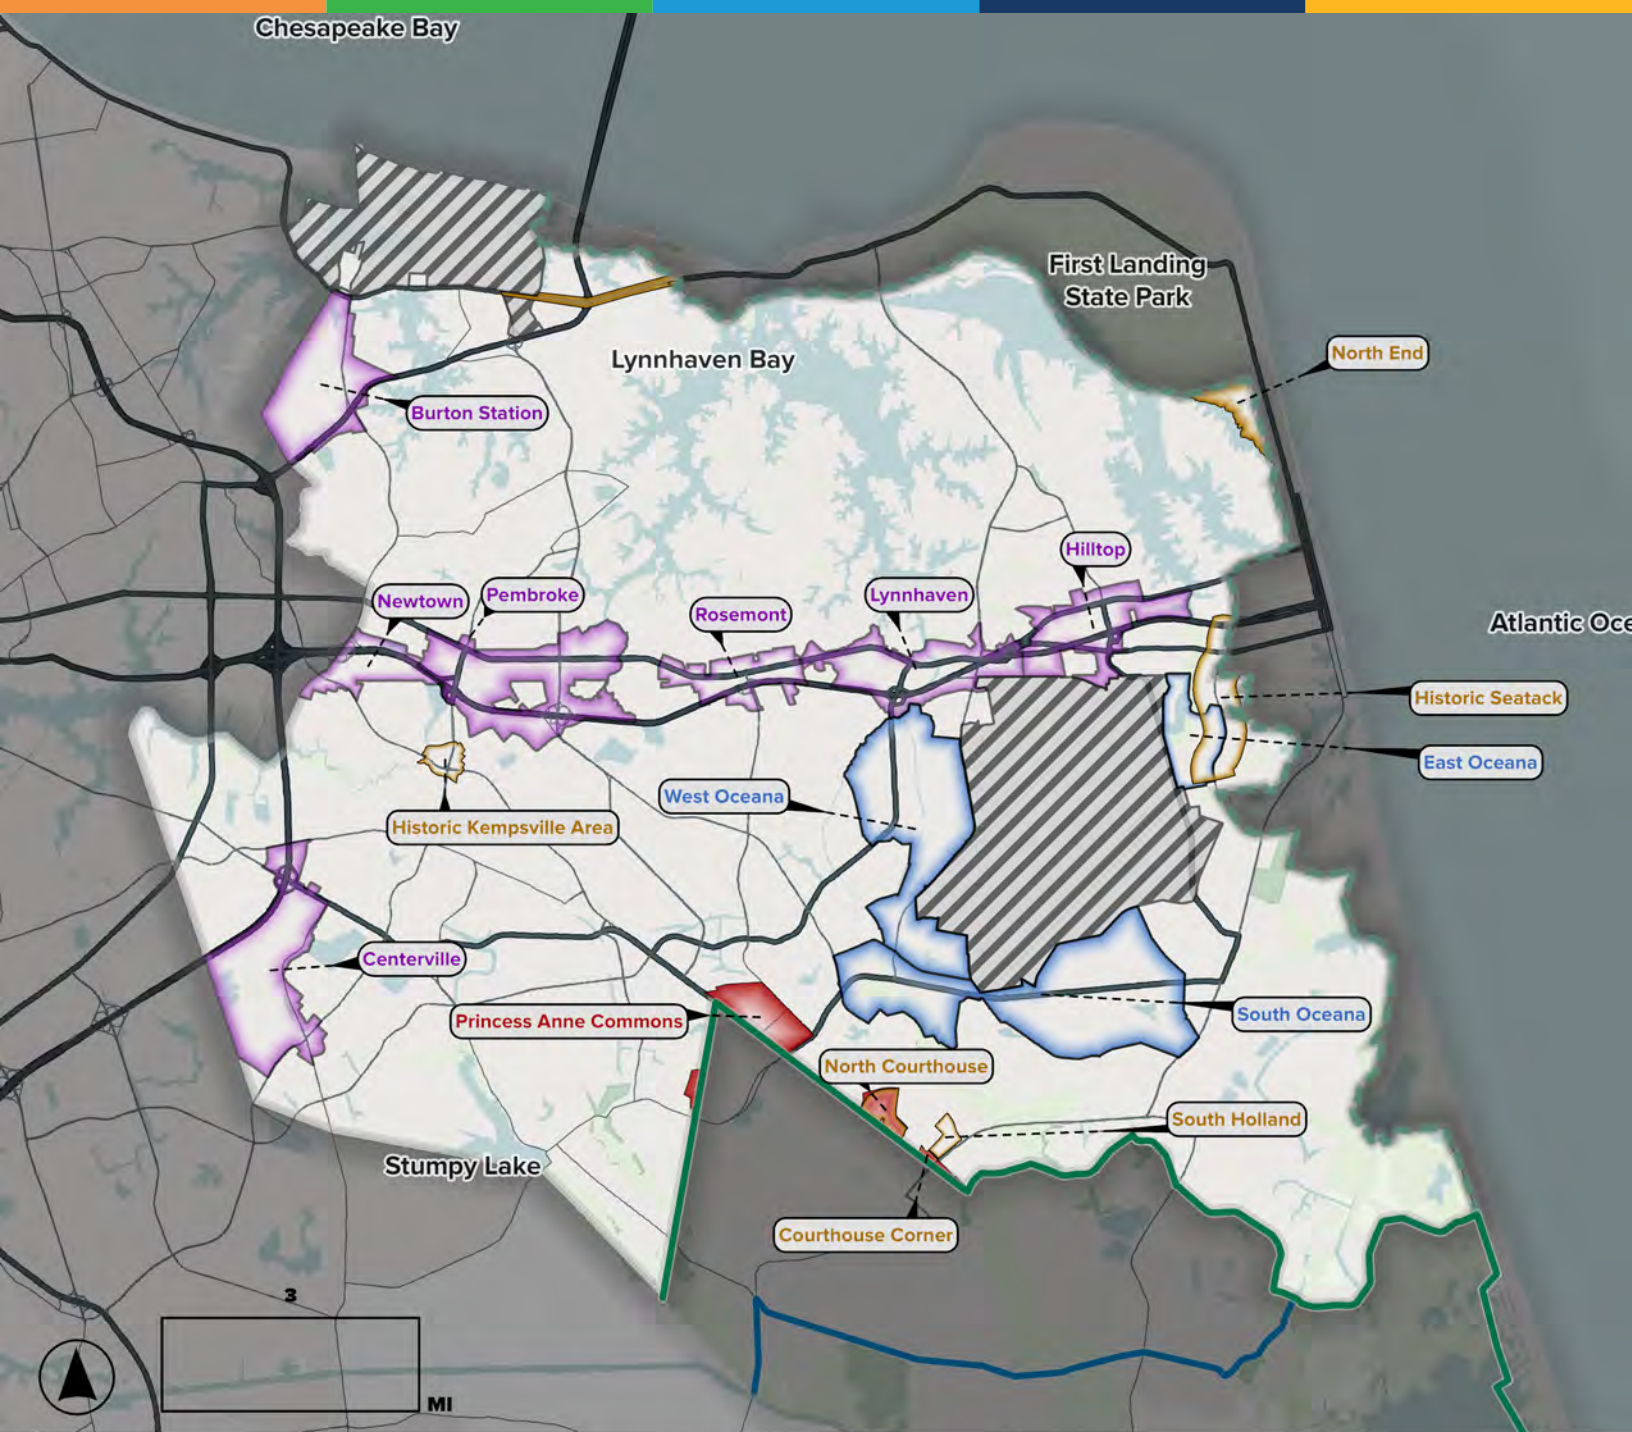 Chesapeake Bay
First Landing
State Park
North End
Lynnhaven Bay
Burton Station
Hilltop
Newtown
Pembroke
Lynnhaven
Rosemont
Atlantic Oce
Historic Seatack
East Oceana
West Oceana
Historic Kempsville Area
Centerville
Princess Anne Commons
South Oceana
North Courthouse
South Holland
Stumpy Lake
Courthouse Corner
3
MI